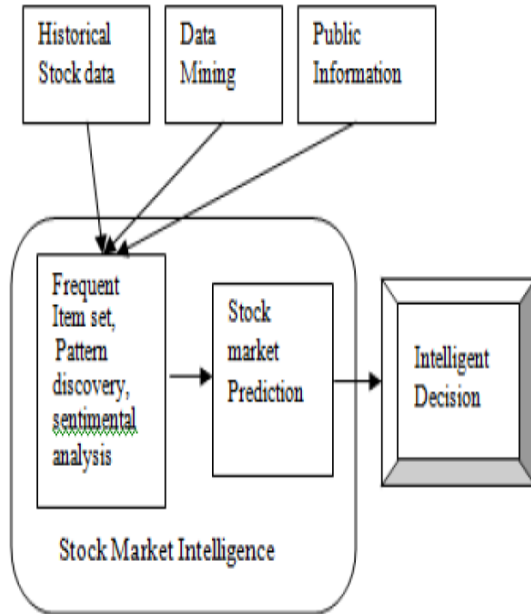 Historical
Stock data
Data
Mining
Public
Information
Frequent
Item set,
Pattern
discovery,
sentimental
analysis
Stock
market
Prediction
Intelligent
Decision
Stock Market Intelligence